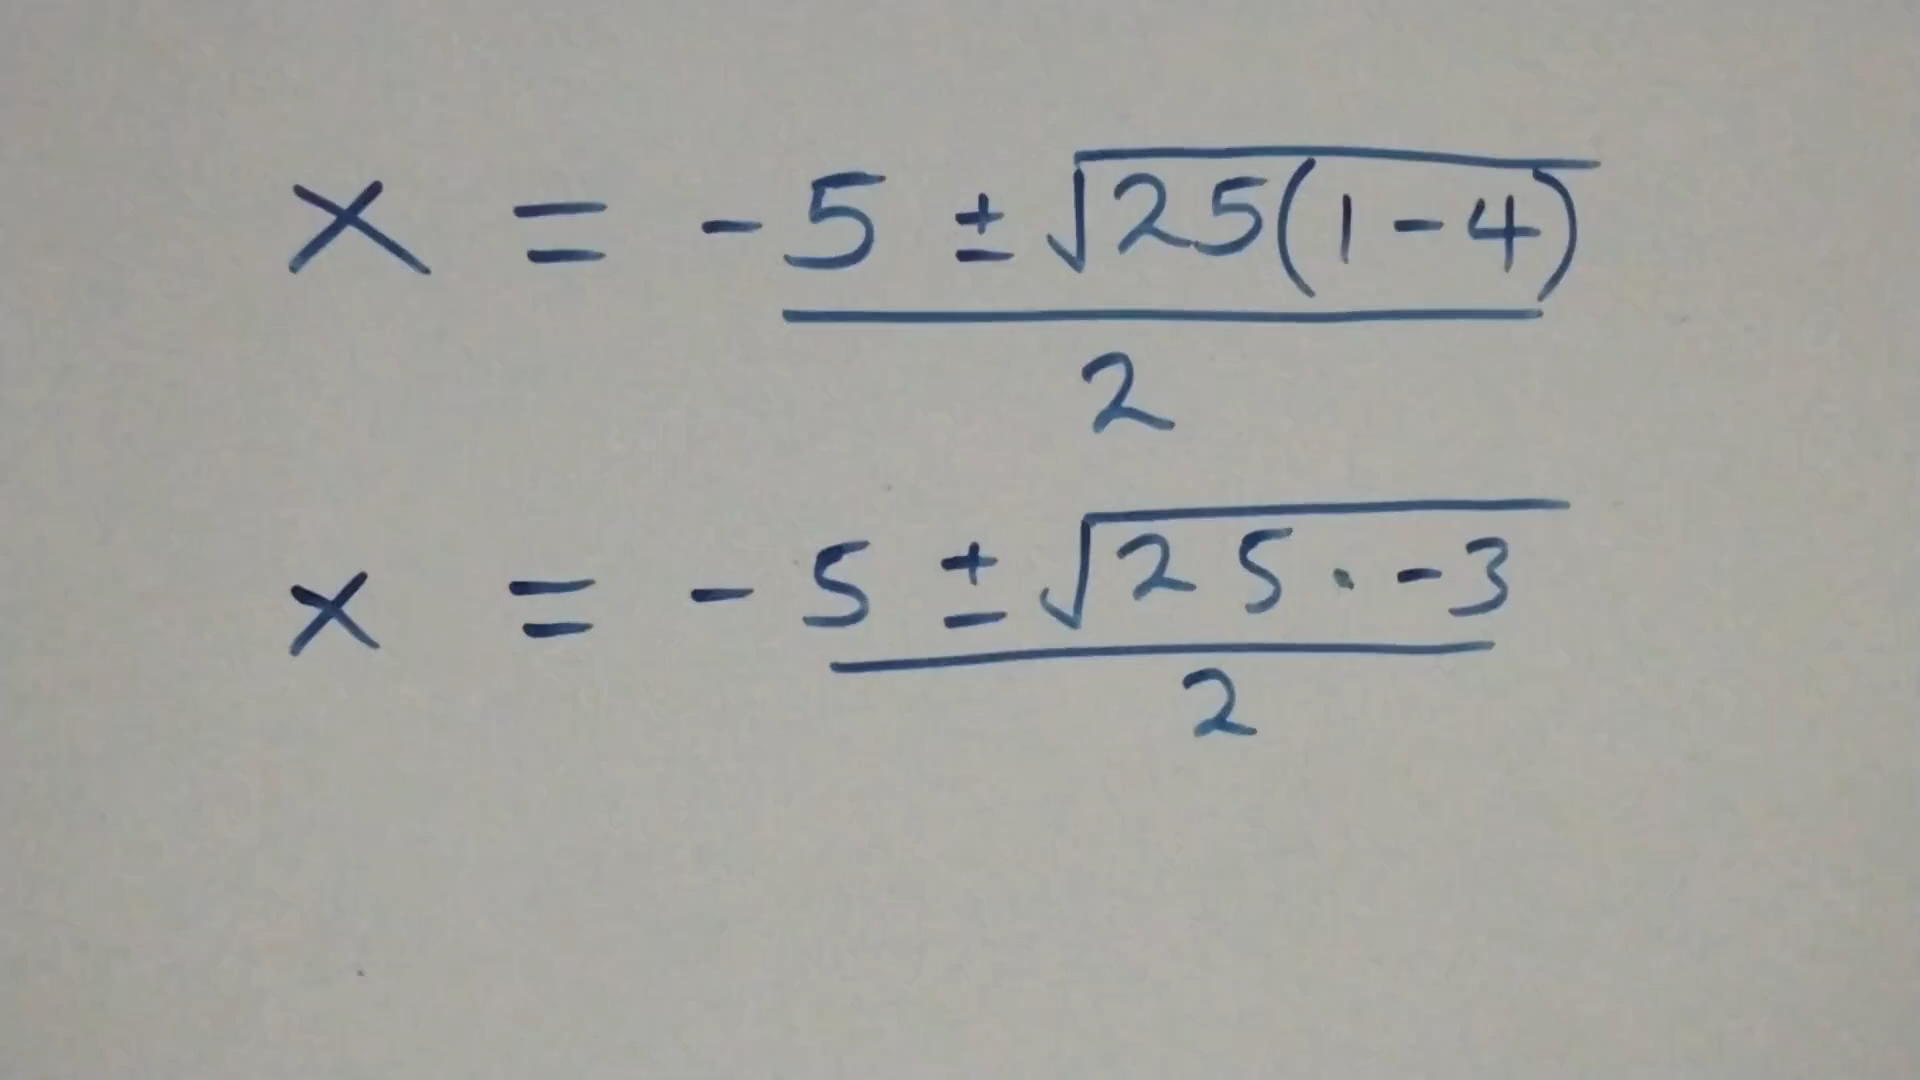 x = -5 ± √25(1-4)
2
x = -5 ± √25 · -3
2